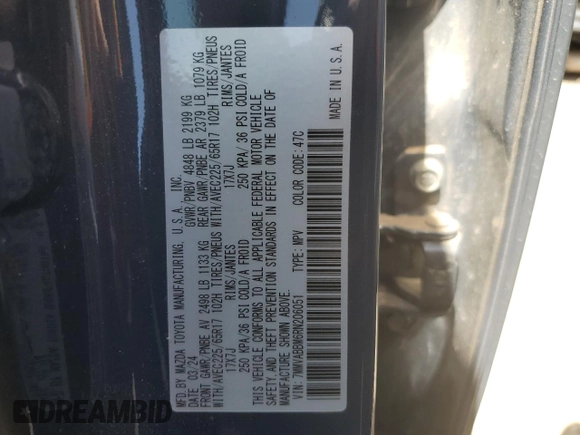 MFD.BY MAZDA TOYOTA MANUFACTURING, U.S.A., INC.
DATE 03/24 GVWR/PNBV 4848 LB 2199 KG
FRONT GAWR/PNBE AV 2498 LB 1133 KG REAR GAWR/PNBE AR 2379 LB 1079 KG
WITH/AVEC225/65R17 102H TIRES/PNEUS WITH/AVEC225/65R17 102H TIRES/PNEUS
17X7J RIMS/JANTES 17X7J RIMS/JANTES
250 KPA/36 PSI COLD/A FROID 250 KPA/ 36 PSI COLD/A FROID
THIS VEHICLE CONFORMS TO ALL APPLICABLE FEDERAL MOTOR VEHICLE
SAFETY,AND THEFT PREVENTION STANDARDS IN EFFECT ON THE DATE OF
MANUFACTURE SHOWN ABOVE.
VIN:7MMVABBM6RN206051 TYPE: MPV COLOR CODE: 47C
MADE IN U.S.A.
DREAMBID